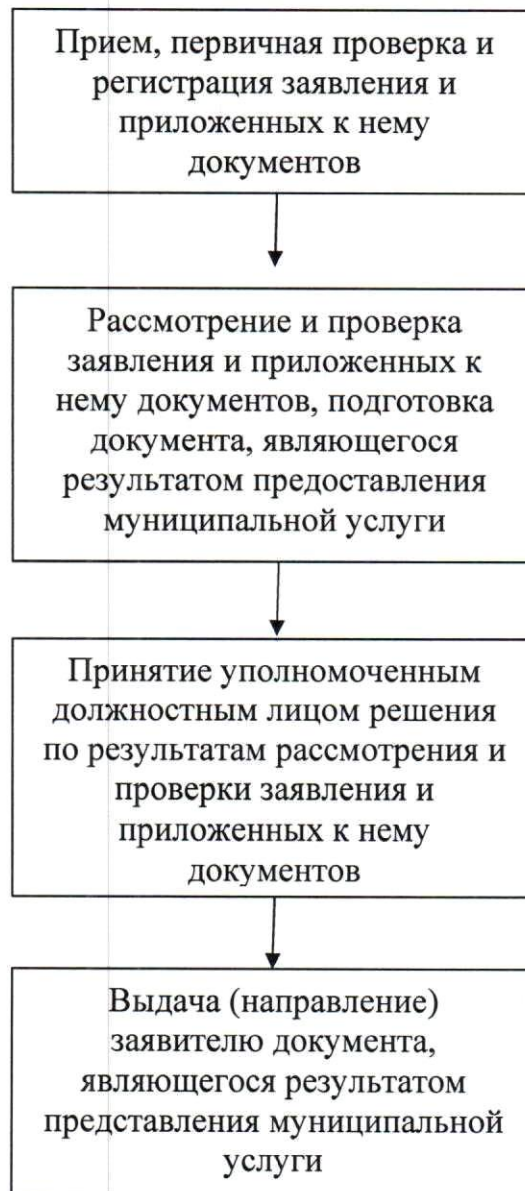 Прием, первичная проверка и
регистрация заявления и
приложенных к нему
документов
Рассмотрение и проверка
заявления и приложенных к
нему документов, подготовка
документа, являющегося
результатом предоставления
муниципальной услуги
Принятие уполномоченным
должностным лицом решения
по результатам рассмотрения и
проверки заявления и
приложенных к нему
документов
Выдача (направление)
заявителю документа,
являющегося результатом
представления муниципальной
услуги